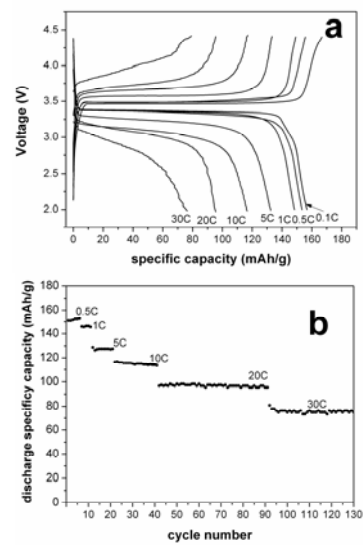 a
4.5
4.0
3.5
3.0
2.5
2.0
Voltage (V)
30C 20C 10C 5C 1C 0.5C 0.1C
0 20 40 60 80 100 120 140 160 180
specific capacity (mAh/g)
b
180
160
140
120
100
80
60
40
20
0
discharge specificy capacity (mAh/g)
0.5C
1C
5C
10C
20C
30C
10 20 30 40 50 60 70 80 90 100 110 120 130
cycle number